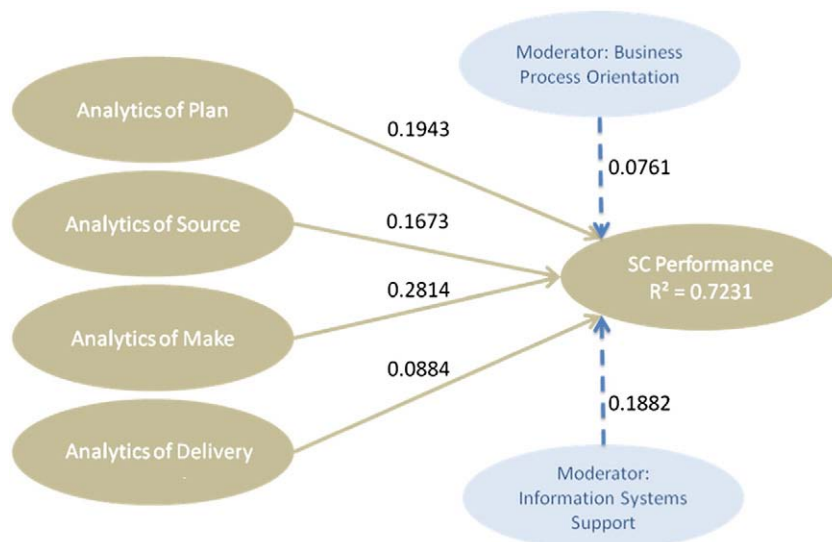 Moderator: Business
Process Orientation
Analytics of Plan
0.1943
0.0761
Analytics of Source
0.1673
SC Performance
R² = 0.7231
0.2814
Analytics of Make
0.0884
0.1882
Analytics of Delivery
Moderator:
Information Systems
Support